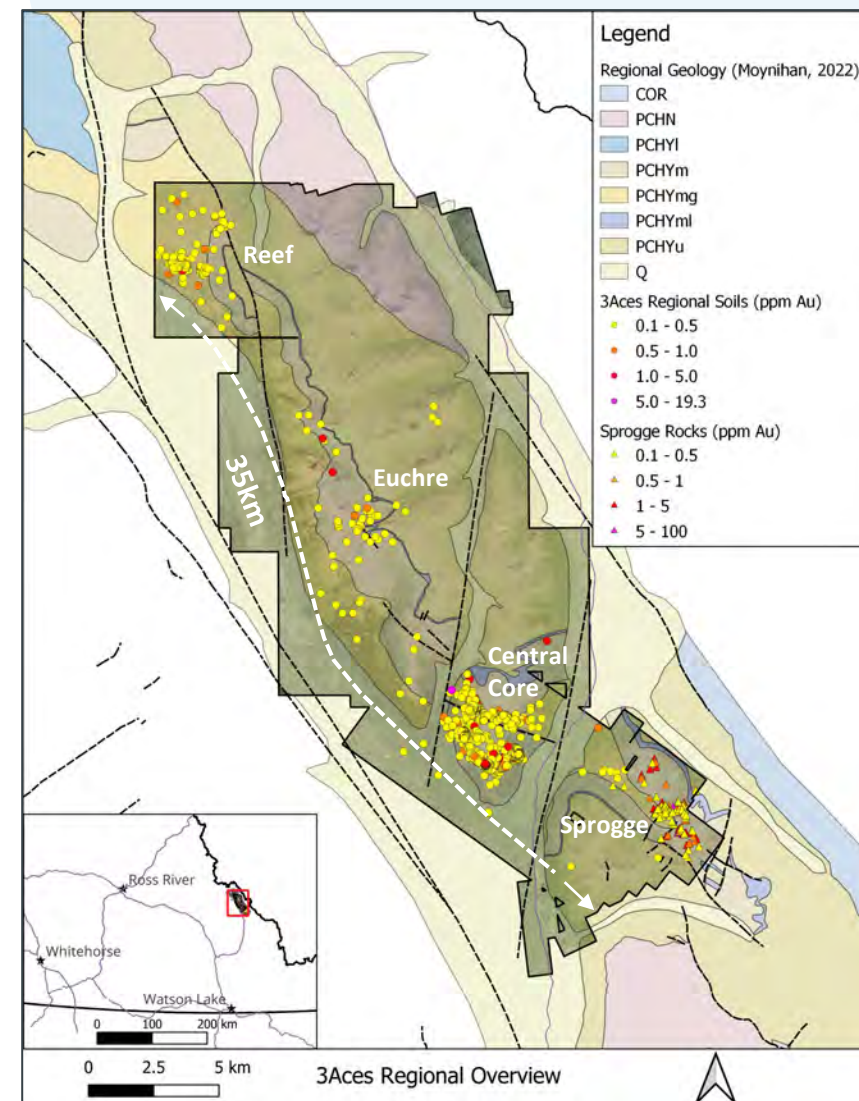 Legend
Regional Geology (Moynihan, 2022)
COR
PCHN
PCHYl
PCHYm
PCHYmg
PCHYml
PCHYu
Q
3Aces Regional Soils (ppm Au)
0.1 - 0.5
0.5 - 1.0
1.0 - 5.0
5.0 - 19.3
Sprogge Rocks (ppm Au)
0.1 - 0.5
0.5 - 1
1 - 5
5 - 100
Reef
35km
Euchre
Central
Core
Sprogge
Ross River
Whitehorse
Watson Lake
0 100 200 km
0 2.5 5 km
3Aces Regional Overview